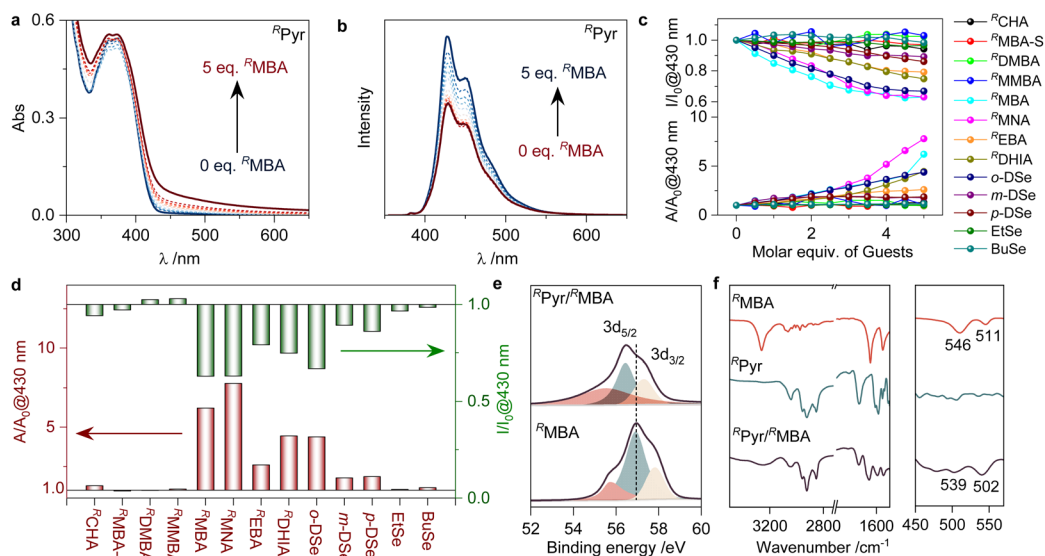 a
0.6
0.3
0.0
Abs
ᴿPyr
5 eq. ᴿMBA
0 eq. ᴿMBA
300
400
500
600
λ /nm
b
Intensity
ᴿPyr
5 eq. ᴿMBA
0 eq. ᴿMBA
400
500
600
λ /nm
c
I/I₀@430 nm
1.0
0.8
0.6
A/A₀@430 nm
5
0
0
2
4
Molar equiv. of Guests
ᴿCHA
ᴿMBA-S
ᴿDMBA
ᴿMMBA
ᴿMBA
ᴿMNA
ᴿEBA
ᴿDHIA
o-DSe
m-DSe
p-DSe
EtSe
BuSe
d
A/A₀@430 nm
10
5
1.0
1.0
0.5
0.0
I/I₀@430 nm
ᴿCHA
ᴿMBA-
ᴿDMBA
ᴿMMBA
ᴿMBA
ᴿMNA
ᴿEBA
ᴿDHIA
o-DSe
m-DSe
p-DSe
EtSe
BuSe
e
ᴿPyr/ᴿMBA
3d₅/₂
3d₃/₂
ᴿMBA
52
54
56
58
60
Binding energy /eV
f
ᴿMBA
ᴿPyr
ᴿPyr/ᴿMBA
546
511
539
502
3200
2800
1600
450
500
550
Wavenumber /cm⁻¹